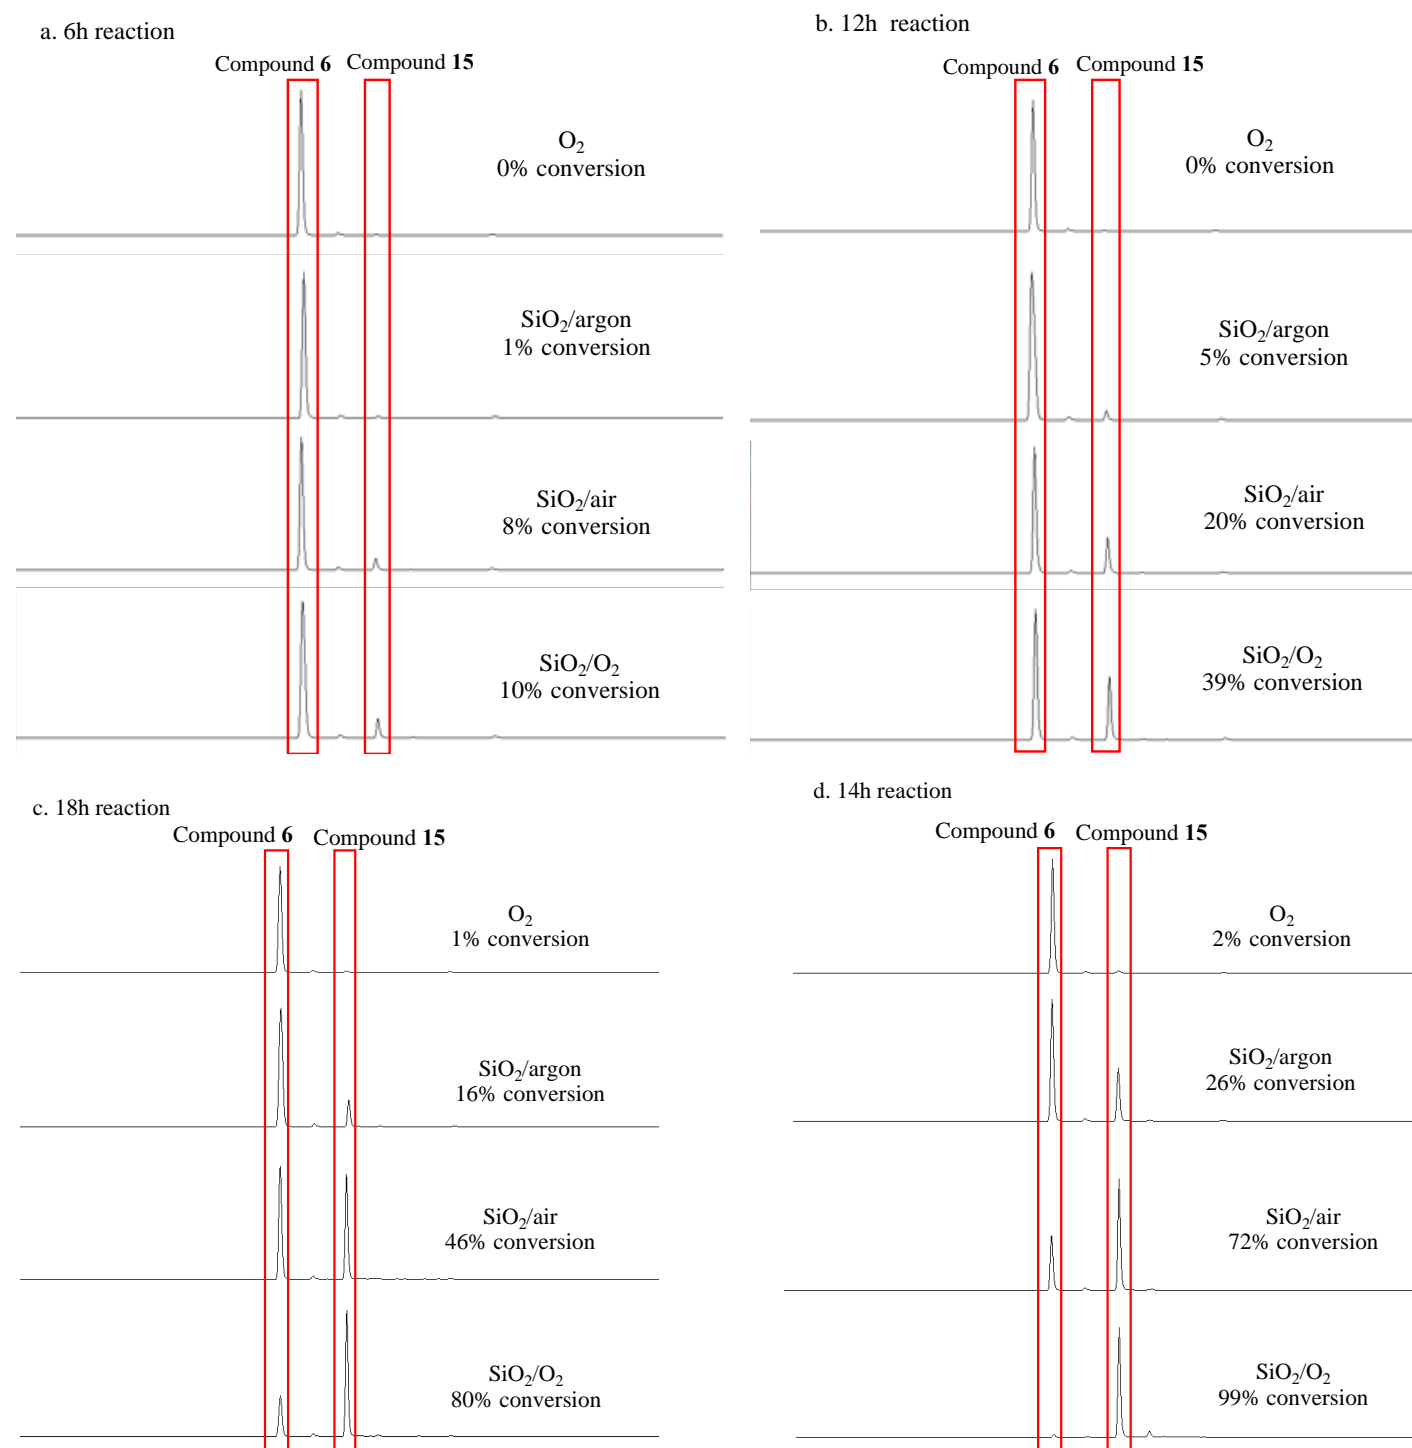 a. 6h reaction
Compound 6 Compound 15
O₂
0% conversion
SiO₂/argon
1% conversion
SiO₂/air
8% conversion
SiO₂/O₂
10% conversion
b. 12h reaction
Compound 6 Compound 15
O₂
0% conversion
SiO₂/argon
5% conversion
SiO₂/air
20% conversion
SiO₂/O₂
39% conversion
c. 18h reaction
Compound 6 Compound 15
O₂
1% conversion
SiO₂/argon
16% conversion
SiO₂/air
46% conversion
SiO₂/O₂
80% conversion
d. 14h reaction
Compound 6 Compound 15
O₂
2% conversion
SiO₂/argon
26% conversion
SiO₂/air
72% conversion
SiO₂/O₂
99% conversion